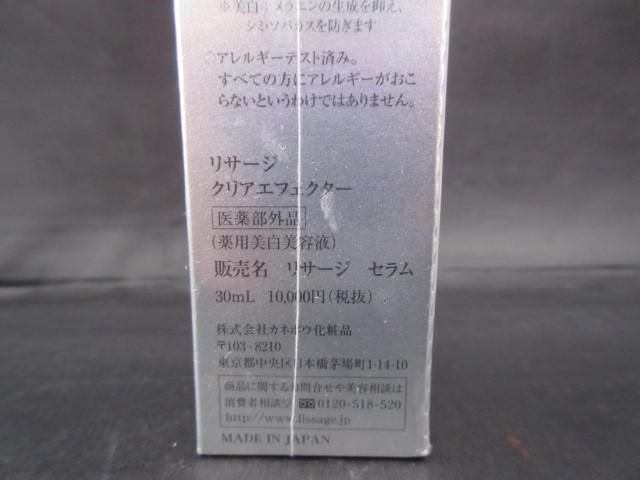 ※美白：メラニンの生成を抑え、
シミ・ソバカスを防ぎます
○アレルギーテスト済み。
すべての方にアレルギーがおこ
らないというわけではありません。
リサージ
クリアエフェクター
医薬部外品
(薬用美白美容液)
販売名 リサージ セラム
30mL 10,000円(税抜)
株式会社カネボウ化粧品
〒103-8210
東京都中央区日本橋茅場町1-14-10
商品に関するお問合せや美容相談は
消費者相談 0120-518-520
http://www.lissage.jp
MADE IN JAPAN